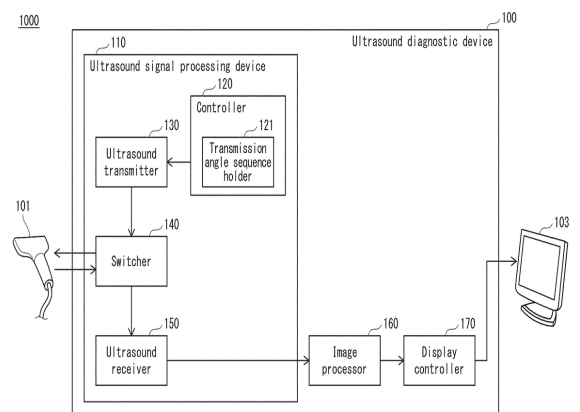 1000
100
Ultrasound diagnostic device
110
Ultrasound signal processing device
120
Controller
130
121
Ultrasound
transmitter
Transmission
angle sequence
holder
101
140
103
Switcher
150
160
170
Ultrasound
receiver
Image
processor
Display
controller